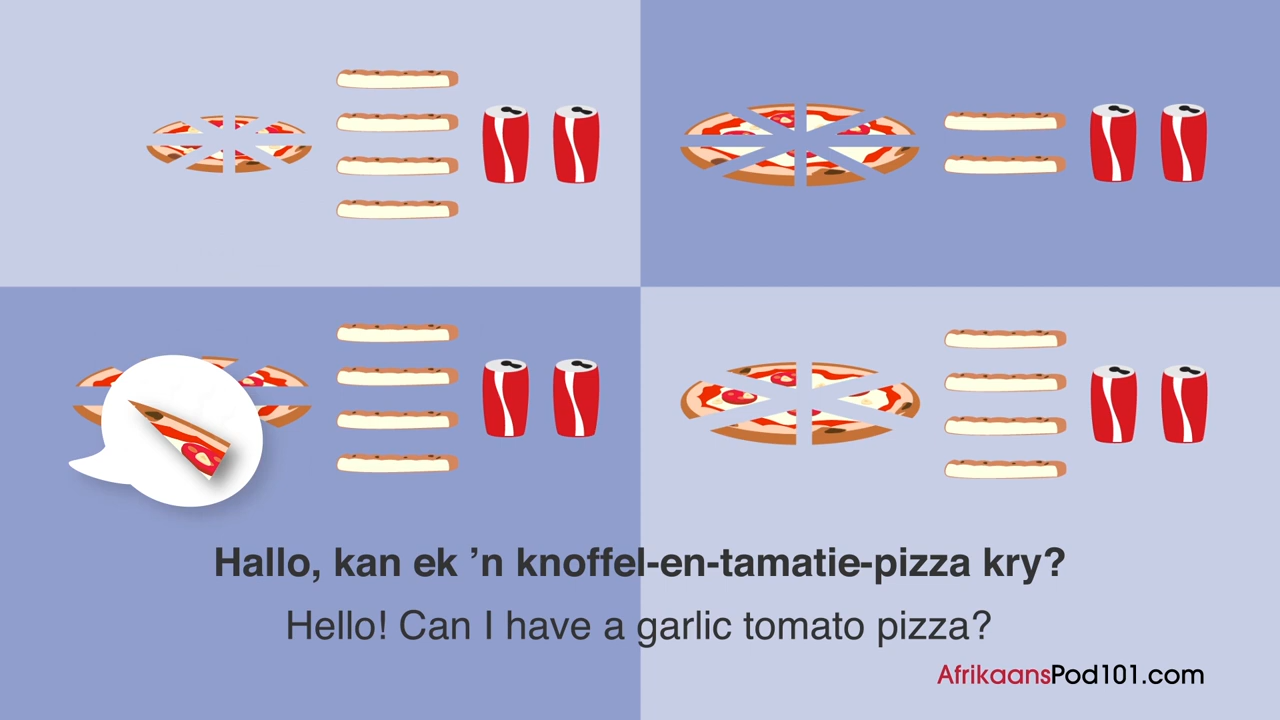 Hallo, kan ek ’n knoffel-en-tamatie-pizza kry?
Hello! Can I have a garlic tomato pizza?
AfrikaansPod101.com